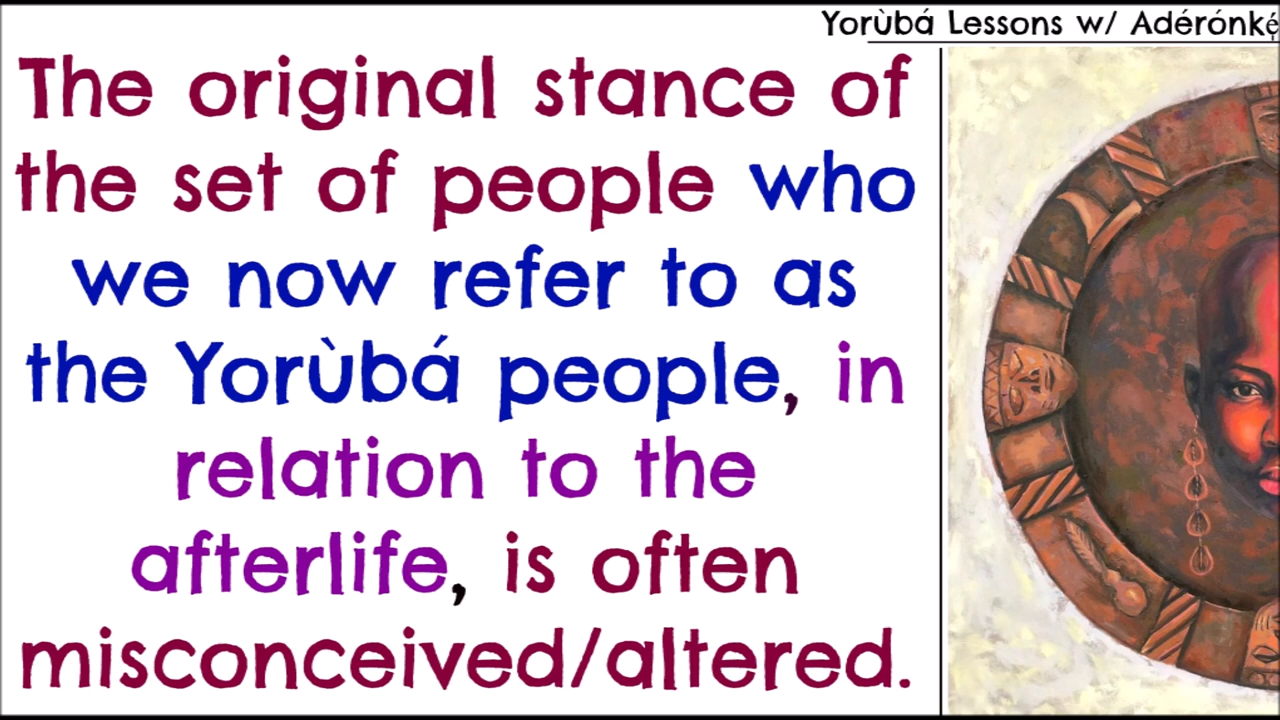 Yorùbá Lessons w/ Adérónkẹ́
The original stance of
the set of people who
we now refer to as
the Yorùbá people, in
relation to the
afterlife, is often
misconceived/altered.